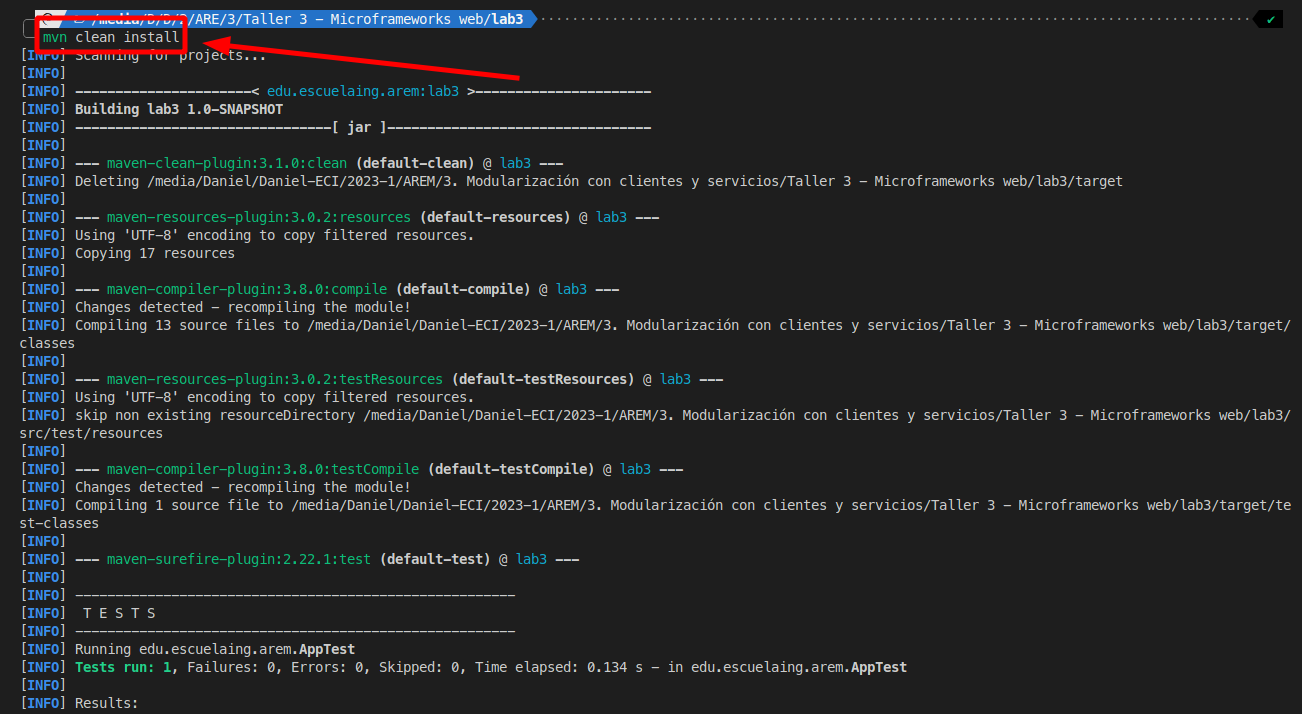 /media/D/D/2/ARE/3/Taller 3 - Microframeworks web/lab3
mvn clean install
[INFO] Scanning for projects...
[INFO]
[INFO] ----------------------< edu.escuelaing.arem:lab3 >----------------------
[INFO] Building lab3 1.0-SNAPSHOT
[INFO] --------------------------------[ jar ]---------------------------------
[INFO]
[INFO] --- maven-clean-plugin:3.1.0:clean (default-clean) @ lab3 ---
[INFO] Deleting /media/Daniel/Daniel-ECI/2023-1/AREM/3. Modularización con clientes y servicios/Taller 3 - Microframeworks web/lab3/target
[INFO]
[INFO] --- maven-resources-plugin:3.0.2:resources (default-resources) @ lab3 ---
[INFO] Using 'UTF-8' encoding to copy filtered resources.
[INFO] Copying 17 resources
[INFO]
[INFO] --- maven-compiler-plugin:3.8.0:compile (default-compile) @ lab3 ---
[INFO] Changes detected - recompiling the module!
[INFO] Compiling 13 source files to /media/Daniel/Daniel-ECI/2023-1/AREM/3. Modularización con clientes y servicios/Taller 3 - Microframeworks web/lab3/target/
classes
[INFO]
[INFO] --- maven-resources-plugin:3.0.2:testResources (default-testResources) @ lab3 ---
[INFO] Using 'UTF-8' encoding to copy filtered resources.
[INFO] skip non existing resourceDirectory /media/Daniel/Daniel-ECI/2023-1/AREM/3. Modularización con clientes y servicios/Taller 3 - Microframeworks web/lab3/
src/test/resources
[INFO]
[INFO] --- maven-compiler-plugin:3.8.0:testCompile (default-testCompile) @ lab3 ---
[INFO] Changes detected - recompiling the module!
[INFO] Compiling 1 source file to /media/Daniel/Daniel-ECI/2023-1/AREM/3. Modularización con clientes y servicios/Taller 3 - Microframeworks web/lab3/target/te
st-classes
[INFO]
[INFO] --- maven-surefire-plugin:2.22.1:test (default-test) @ lab3 ---
[INFO]
[INFO] -------------------------------------------------------
[INFO]  T E S T S
[INFO] -------------------------------------------------------
[INFO] Running edu.escuelaing.arem.AppTest
[INFO] Tests run: 1, Failures: 0, Errors: 0, Skipped: 0, Time elapsed: 0.134 s - in edu.escuelaing.arem.AppTest
[INFO]
[INFO] Results: